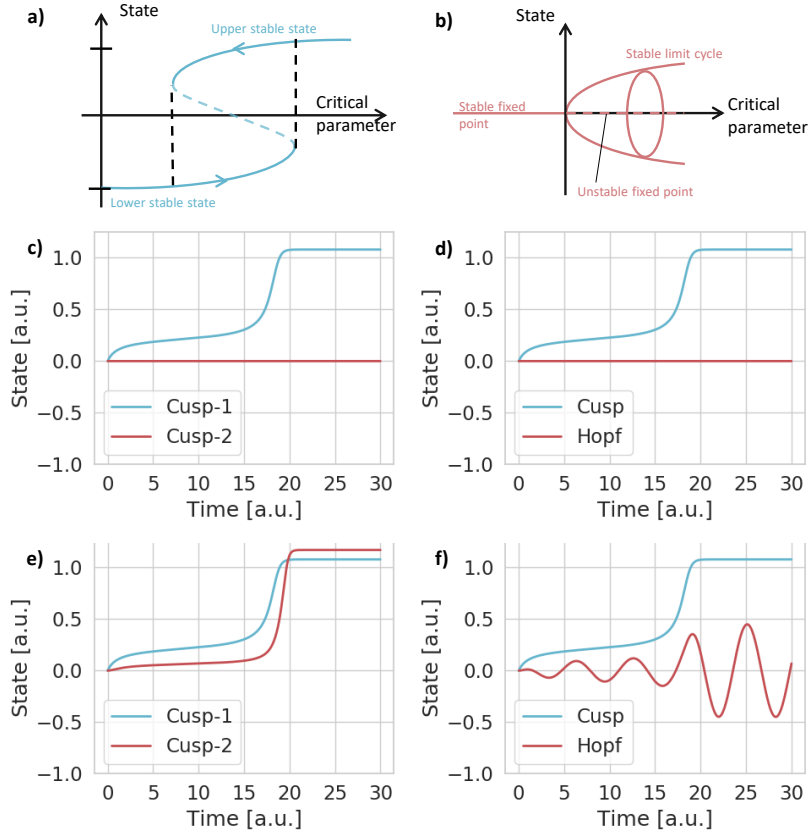 a)
State
Upper stable state
Critical
parameter
Lower stable state
b)
State
Stable limit cycle
Stable fixed
point
Critical
parameter
Unstable fixed point
c)
1.0
0.5
0.0
−0.5
−1.0
State [a.u.]
Cusp-1
Cusp-2
0 5 10 15 20 25 30
Time [a.u.]
d)
1.0
0.5
0.0
−0.5
−1.0
State [a.u.]
Cusp
Hopf
0 5 10 15 20 25 30
Time [a.u.]
e)
1.0
0.5
0.0
−0.5
−1.0
State [a.u.]
Cusp-1
Cusp-2
0 5 10 15 20 25 30
Time [a.u.]
f)
1.0
0.5
0.0
−0.5
−1.0
State [a.u.]
Cusp
Hopf
0 5 10 15 20 25 30
Time [a.u.]